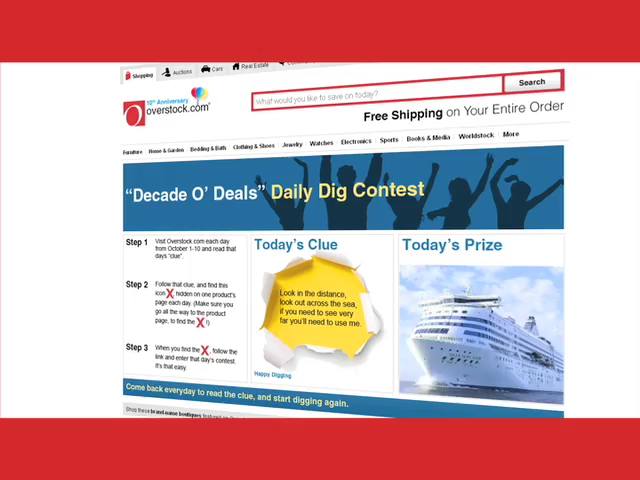 Shopping Auctions Cars Real Estate
10th Anniversary
overstock.com
What would you like to save on today? Search
Free Shipping on Your Entire Order
Furniture Home & Garden Bedding & Bath Clothing & Shoes Jewelry Watches Electronics Sports Books & Media Worldstock More
"Decade O' Deals" Daily Dig Contest
Step 1 Visit Overstock.com each day
from October 1-10 and read that
days "clue".
Step 2 Follow that clue, and find this
icon X hidden on one product's
page each day. (Make sure you
go all the way to the product
page, to find the X !)
Step 3 When you find the X, follow the
link and enter that day's contest.
It's that easy.
Today's Clue
Look in the distance,
look out across the sea,
if you need to see very
far you'll need to use me.
Happy Digging
Today's Prize
Come back everyday to read the clue, and start digging again.
Shop these brand-name boutiques featured on